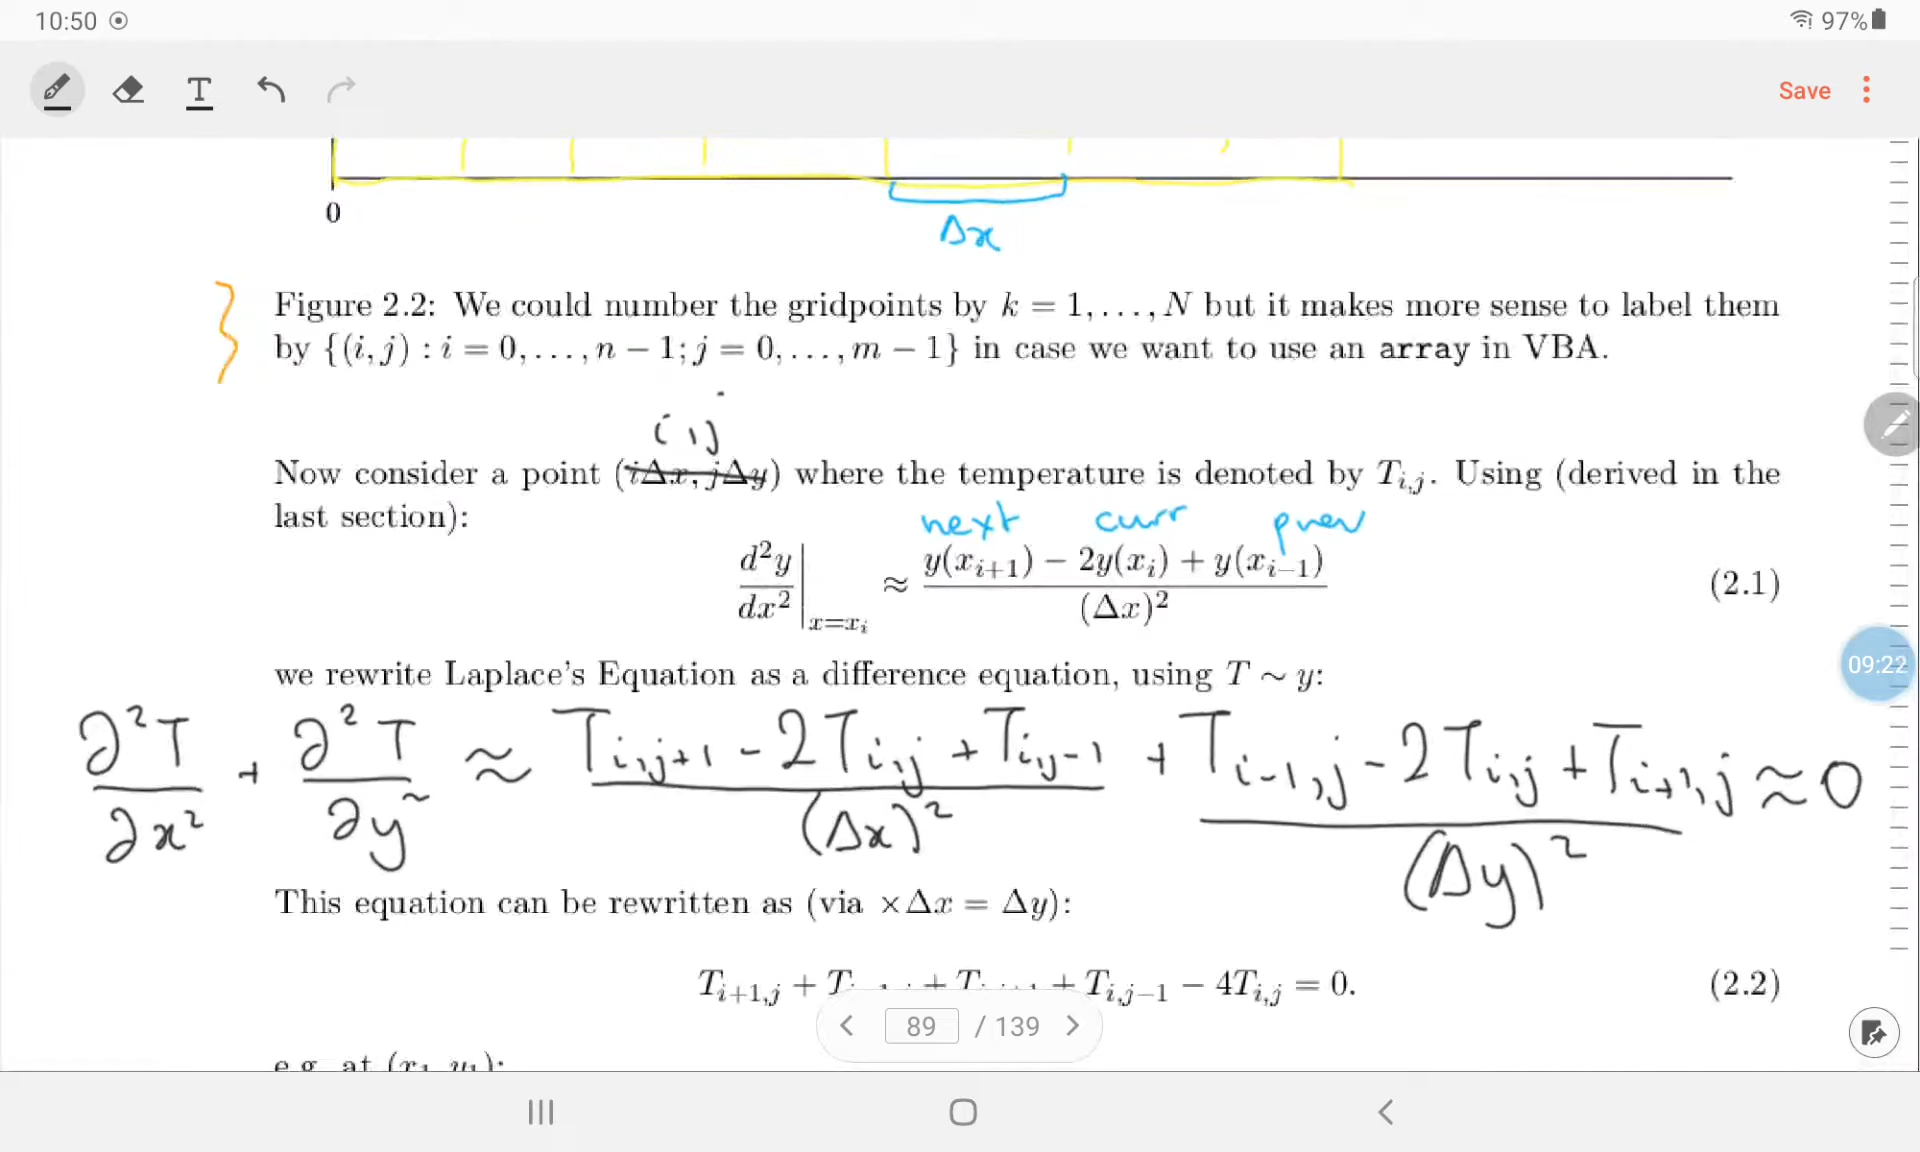 10:50 97%
T Save
0
Δx
Figure 2.2: We could number the gridpoints by k = 1, . . . , N but it makes more sense to label them
by {(i, j) : i = 0, . . . , n − 1; j = 0, . . . , m − 1} in case we want to use an array in VBA.
i,j
Now consider a point (iΔx, jΔy) where the temperature is denoted by T_{i,j}. Using (derived in the
last section):
next curr prev
d²y/dx²|_{x=x_i} ≈ (y(x_{i+1}) − 2y(x_i) + y(x_{i−1}))/(Δx)² (2.1)
09:22
we rewrite Laplace's Equation as a difference equation, using T ∼ y:
∂²T/∂x² + ∂²T/∂y² ≈ (T_{i,j+1} - 2T_{i,j} + T_{i,j-1})/(Δx)² + (T_{i-1,j} - 2T_{i,j} + T_{i+1,j})/(Δy)² ≈ 0
This equation can be rewritten as (via ×Δx = Δy):
T_{i+1,j} + T + T + T_{i,j−1} − 4T_{i,j} = 0. (2.2)
89 / 139
e.g. at (x₁, y₁):